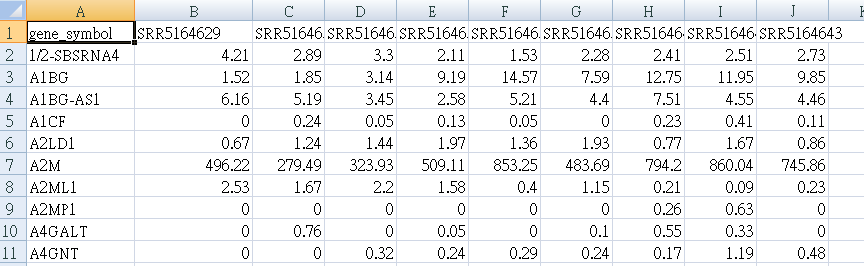 A B C D E F G H I J
1 gene_symbol SRR5164629 SRR51646 SRR51646 SRR51646 SRR51646 SRR51646 SRR51646 SRR51646 SRR5164643
2 1/2-SBSRNA4 4.21 2.89 3.3 2.11 1.53 2.28 2.41 2.51 2.73
3 A1BG 1.52 1.85 3.14 9.19 14.57 7.59 12.75 11.95 9.85
4 A1BG-AS1 6.16 5.19 3.45 2.58 5.21 4.4 7.51 4.55 4.46
5 A1CF 0 0.24 0.05 0.13 0.05 0 0.23 0.41 0.11
6 A2LD1 0.67 1.24 1.44 1.97 1.36 1.93 0.77 1.67 0.86
7 A2M 496.22 279.49 323.93 509.11 853.25 483.69 794.2 860.04 745.86
8 A2ML1 2.53 1.67 2.2 1.58 0.4 1.15 0.21 0.09 0.23
9 A2MP1 0 0 0 0 0 0 0.26 0.63 0
10 A4GALT 0 0.76 0 0.05 0 0.1 0.55 0.33 0
11 A4GNT 0 0 0.32 0.24 0.29 0.24 0.17 1.19 0.48